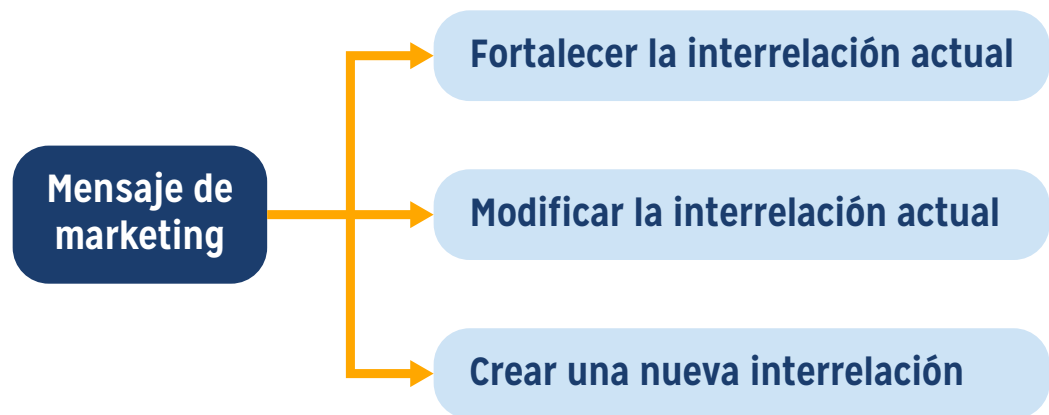 Fortalecer la interrelación actual
Mensaje de
marketing
Modificar la interrelación actual
Crear una nueva interrelación